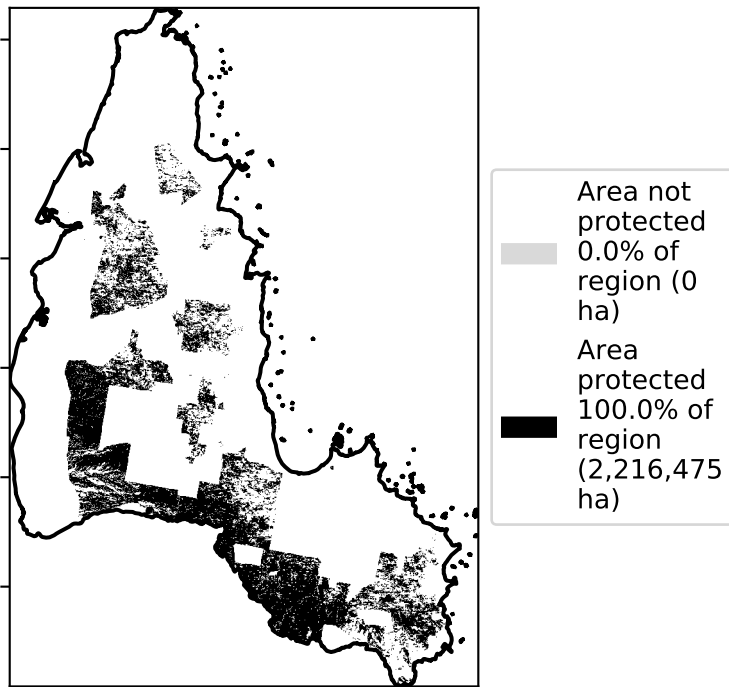 Area not
protected
0.0% of
region (0
ha)
Area
protected
100.0% of
region
(2,216,475
ha)